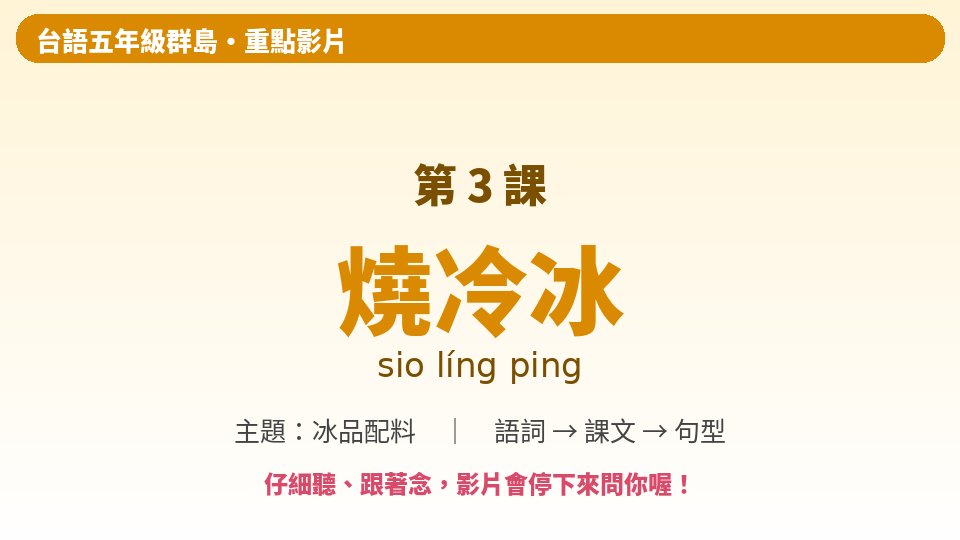 台語五年級群島・重點影片
第 3 課
燒冷冰
sio líng ping
主題：冰品配料　｜　語詞 → 課文 → 句型
仔細聽、跟著念，影片會停下來問你喔！